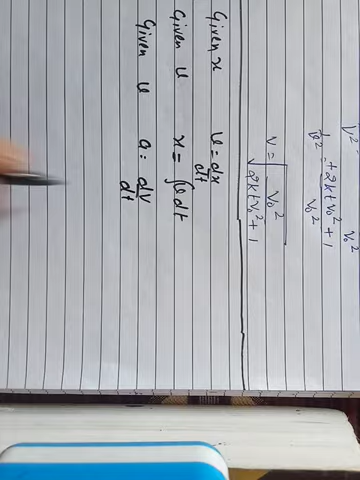 V² = V₀²
1/v² = +2kt v₀² + 1 / v₀²
V = √(V₀² / 2kt v₀² + 1)
Given x v = dx/dt
Given v x = ∫v dt
Given v a = dv/dt